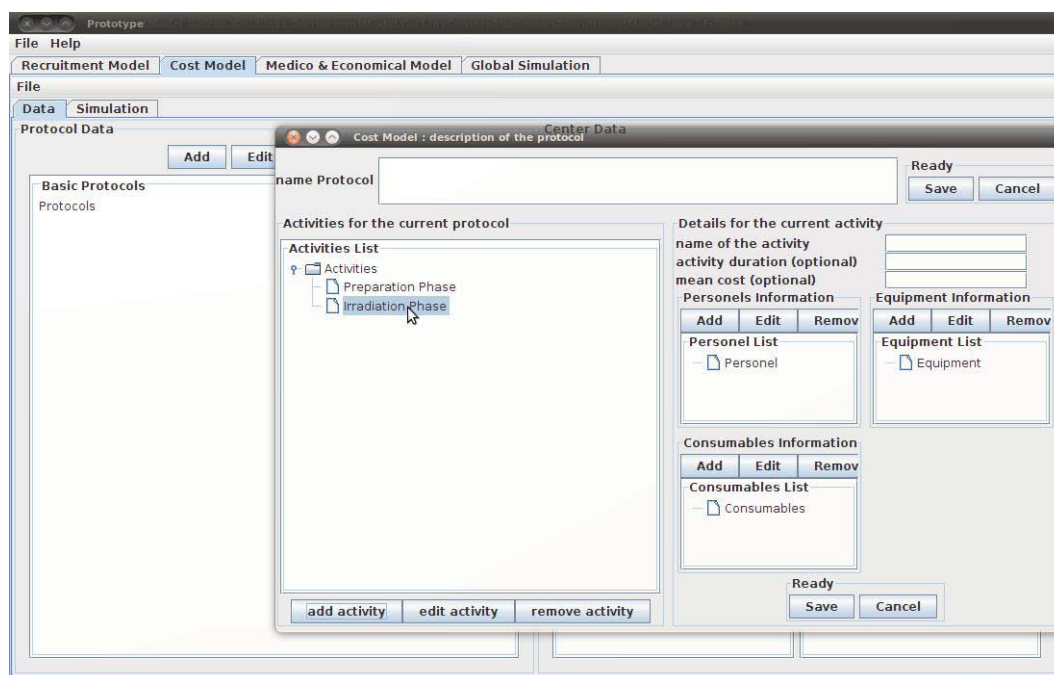 Prototype
File Help
Recruitment Model Cost Model Medico & Economical Model Global Simulation
File
Data Simulation
Protocol Data
Center Data
Add Edit
Basic Protocols
Protocols
Cost Model : description of the protocol
name Protocol
Ready
Save Cancel
Activities for the current protocol
Activities List
Activities
Preparation Phase
Irradiation Phase
add activity edit activity remove activity
Details for the current activity
name of the activity
activity duration (optional)
mean cost (optional)
Personels Information
Add Edit Remov
Personel List
Personel
Equipment Information
Add Edit Remov
Equipment List
Equipment
Consumables Information
Add Edit Remov
Consumables List
Consumables
Ready
Save Cancel